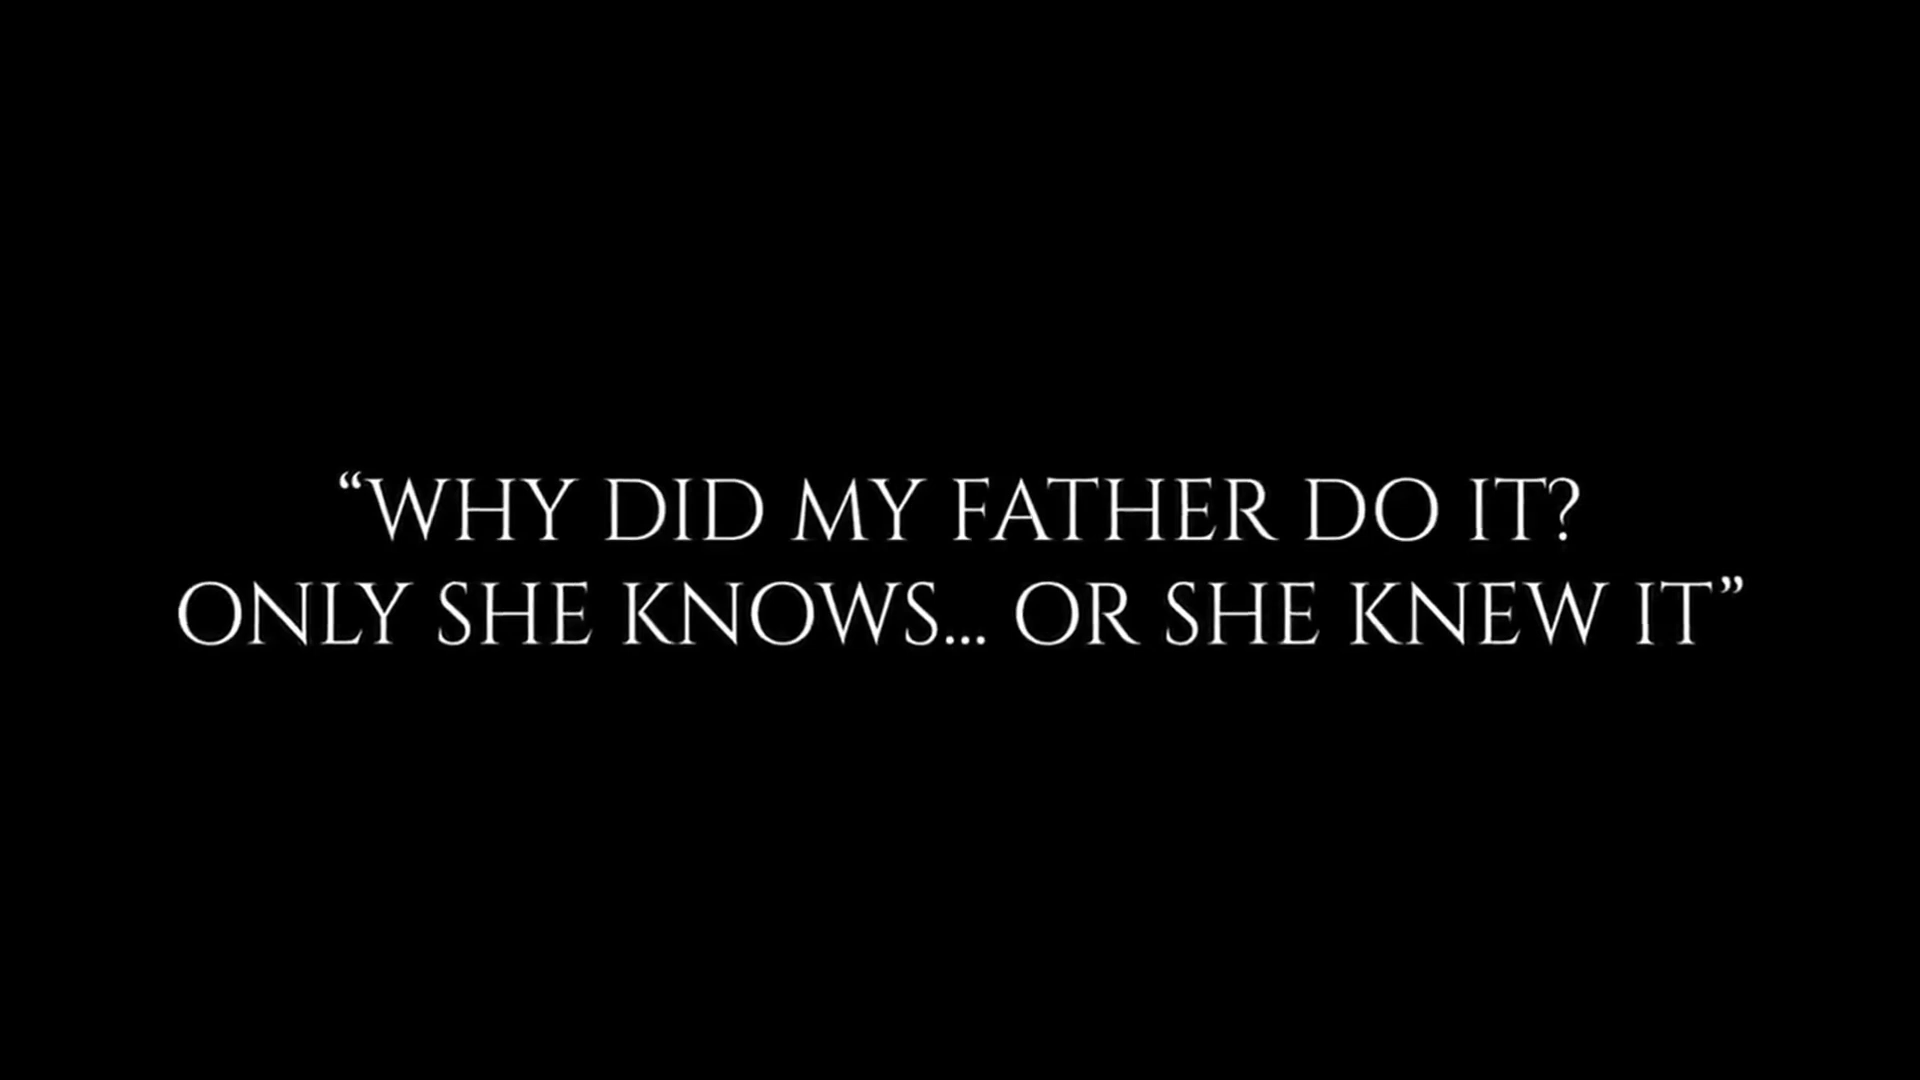 “WHY DID MY FATHER DO IT?
ONLY SHE KNOWS... OR SHE KNEW IT”